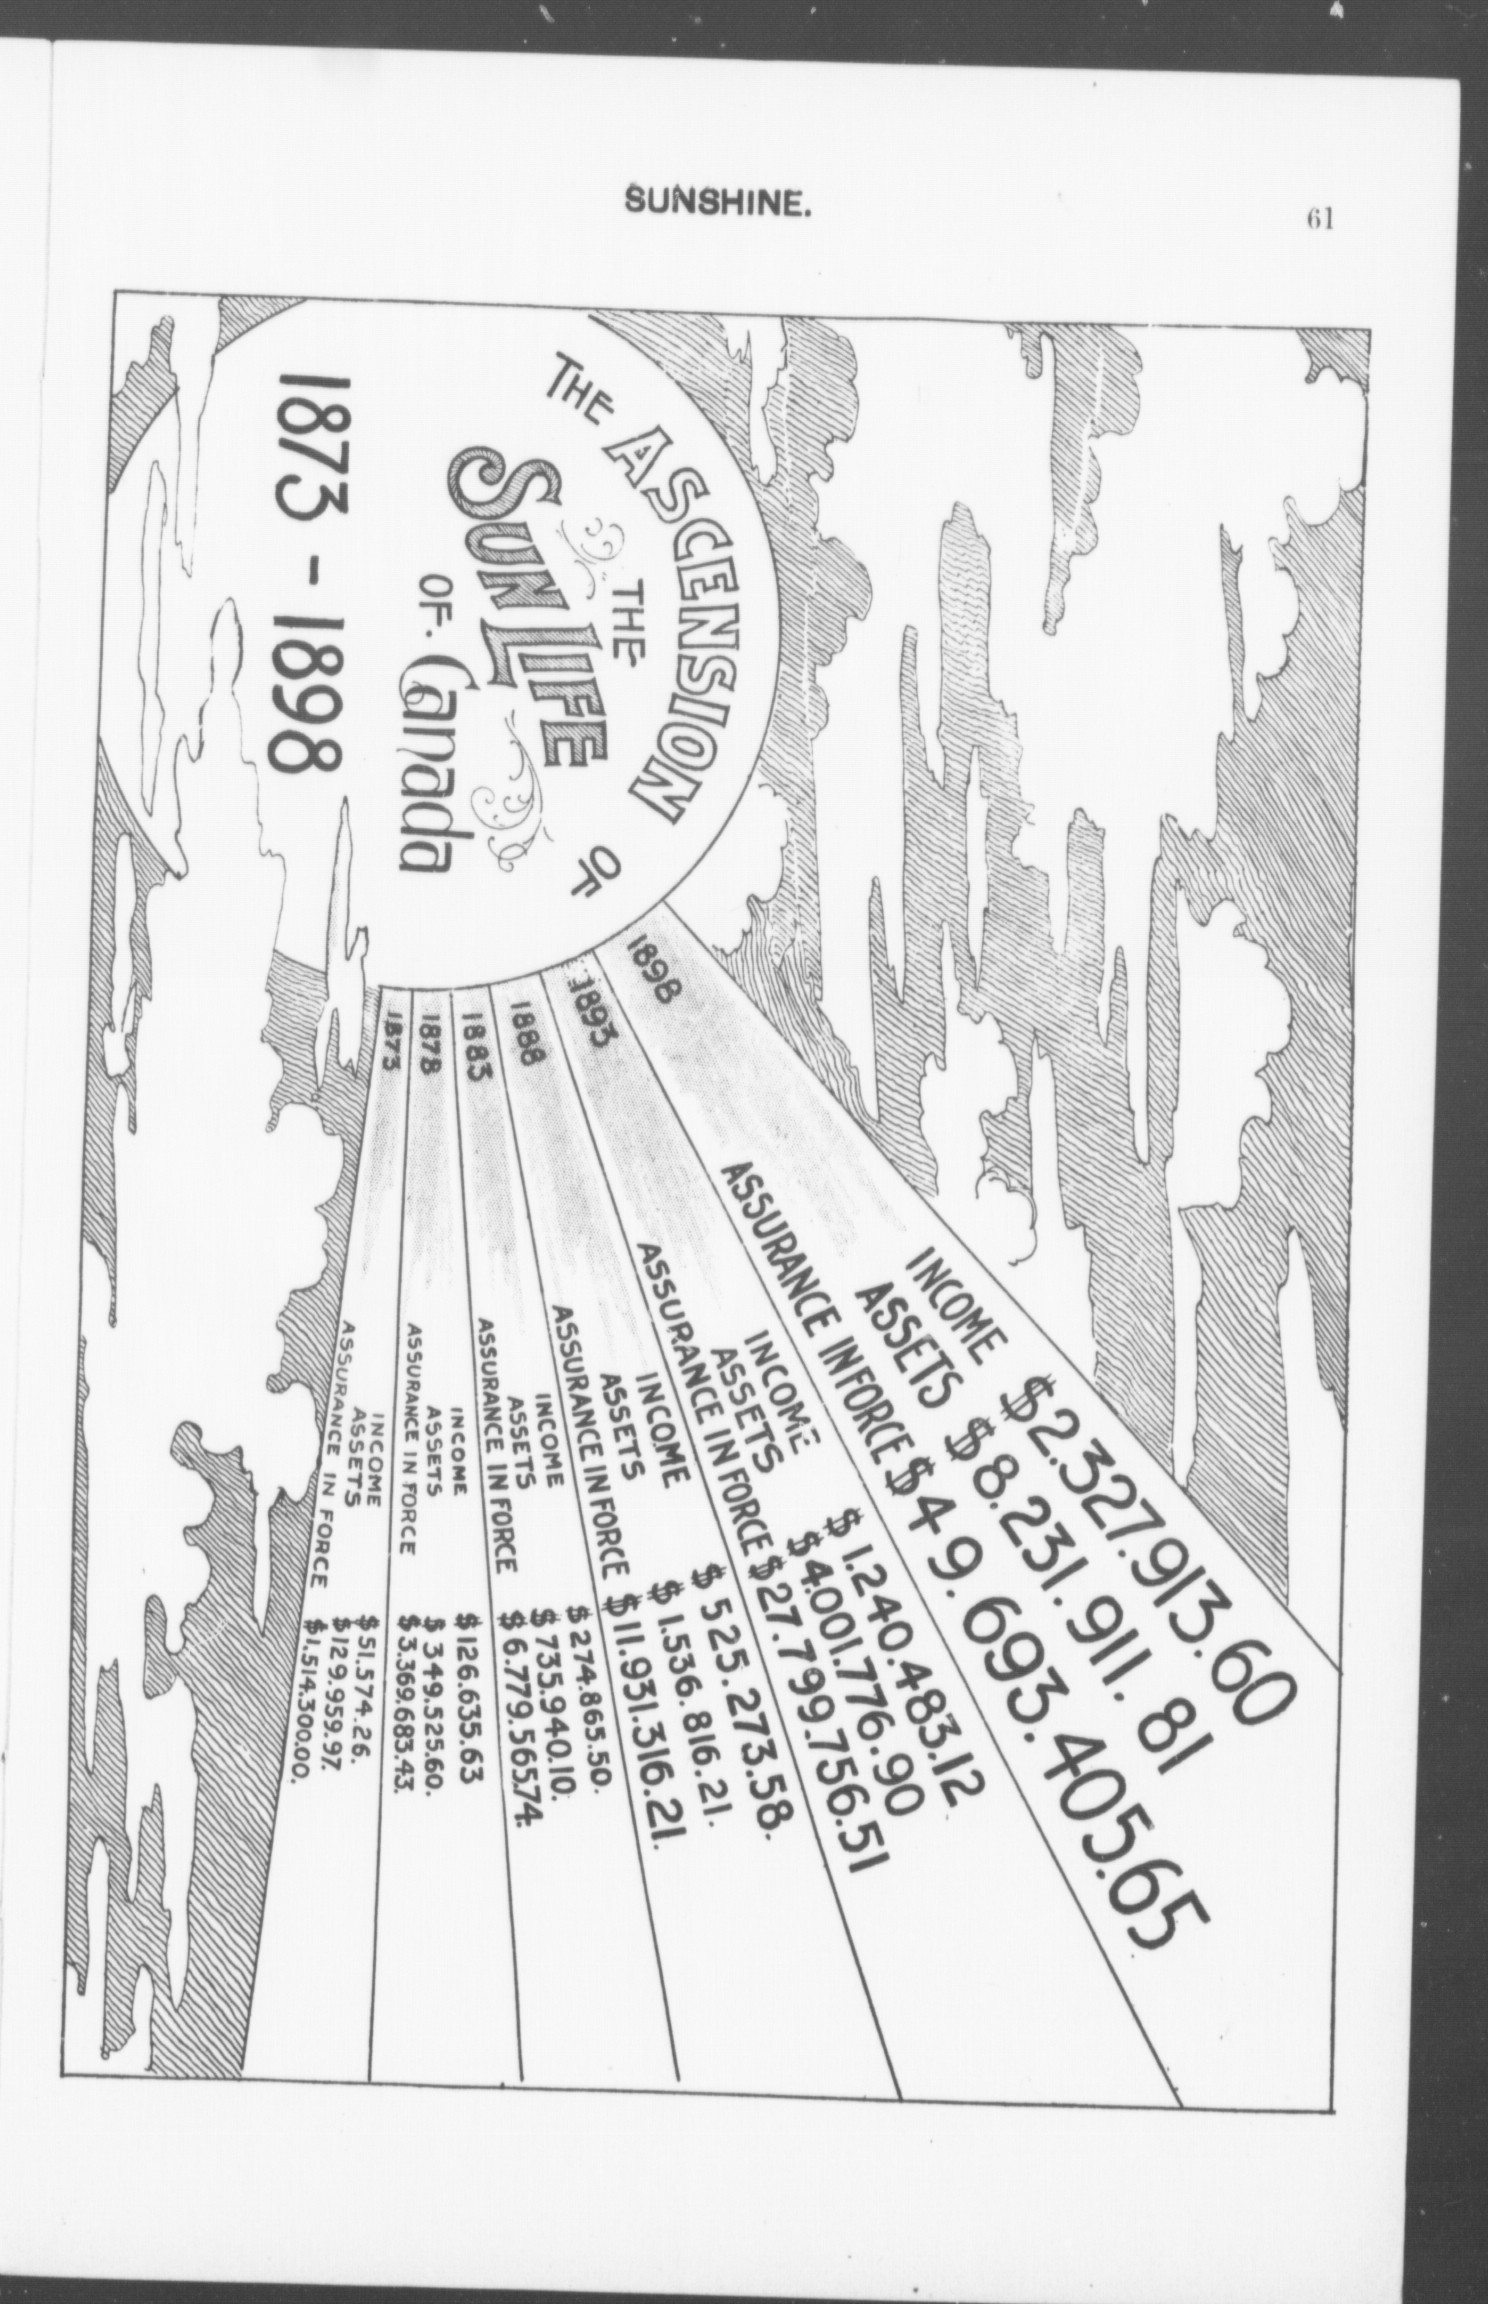 SUNSHINE.
61
THE ASCENSION OF
THE
SUN LIFE
OF. Canada
1873 - 1898
1898
INCOME $2.327.913.60
ASSETS $8.231.911.81
ASSURANCE IN FORCE $49.693.405.65
1893
INCOME $1.240.483.12
ASSETS $4.001.776.90
ASSURANCE IN FORCE $27.799.756.51
1888
INCOME $525.273.58.
ASSETS $1.536.816.21.
ASSURANCE IN FORCE $11.931.316.21.
1883
INCOME $274.865.50.
ASSETS $735.940.10.
ASSURANCE IN FORCE $6.779.565.74.
1878
INCOME $126.635.63
ASSETS $349.525.60.
ASSURANCE IN FORCE $3.369.683.43.
1873
INCOME $51.574.26.
ASSETS $129.959.97.
ASSURANCE IN FORCE $1.514.300.00.